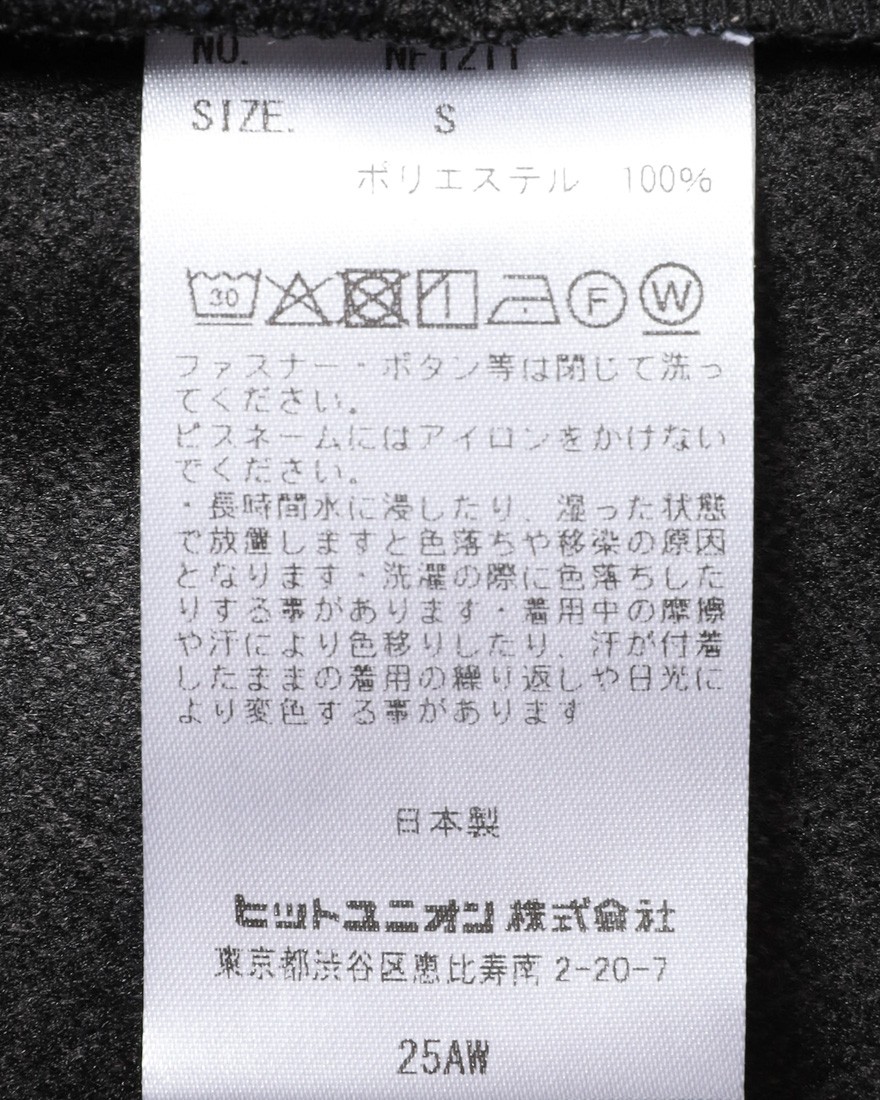 NO. NF1211
SIZE. S
ポリエステル 100%
30
F
W
ファスナー・ボタン等は閉じて洗っ
てください。
ピスネームにはアイロンをかけない
でください。
・長時間水に浸したり、湿った状態
で放置しますと色落ちや移染の原因
となります・洗濯の際に色落ちした
りする事があります・着用中の摩擦
や汗により色移りしたり、汗が付着
したままの着用の繰り返しや日光に
より変色する事があります
日本製
ヒットユニオン株式会社
東京都渋谷区恵比寿南 2-20-7
25AW